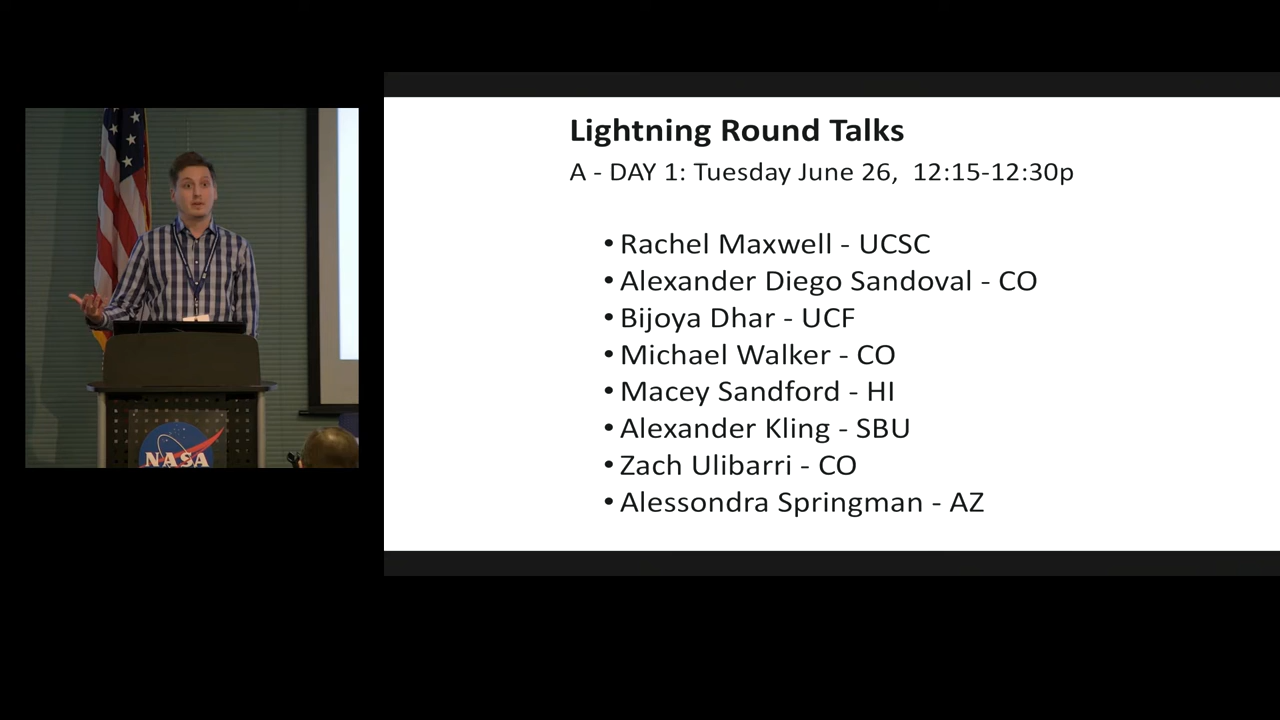 Lightning Round Talks
A - DAY 1: Tuesday June 26,  12:15-12:30p
• Rachel Maxwell - UCSC
• Alexander Diego Sandoval - CO
• Bijoya Dhar - UCF
• Michael Walker - CO
• Macey Sandford - HI
• Alexander Kling - SBU
• Zach Ulibarri - CO
• Alessondra Springman - AZ
NASA